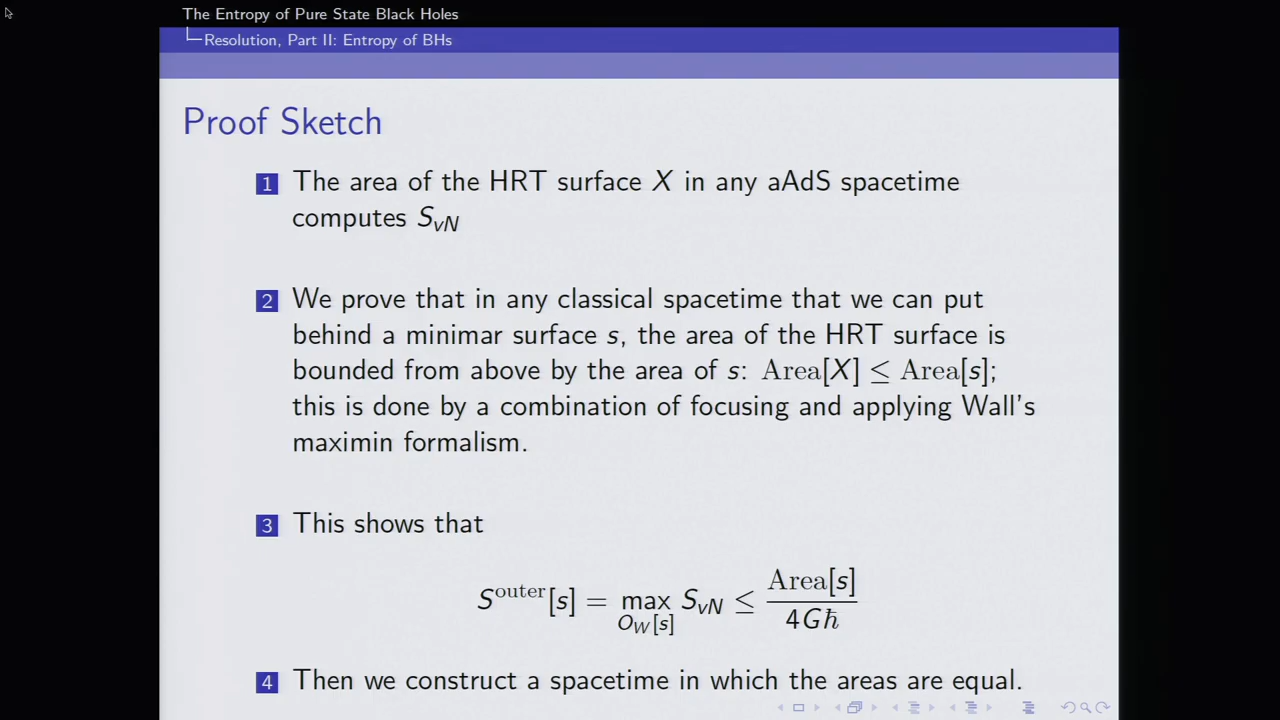 The Entropy of Pure State Black Holes
Resolution, Part II: Entropy of BHs
Proof Sketch
1 The area of the HRT surface X in any aAdS spacetime
computes S_{vN}
2 We prove that in any classical spacetime that we can put
behind a minimar surface s, the area of the HRT surface is
bounded from above by the area of s: Area[X] ≤ Area[s];
this is done by a combination of focusing and applying Wall's
maximin formalism.
3 This shows that
S^{outer}[s] = max_{O_W[s]} S_{vN} ≤ Area[s] / 4Għ
4 Then we construct a spacetime in which the areas are equal.